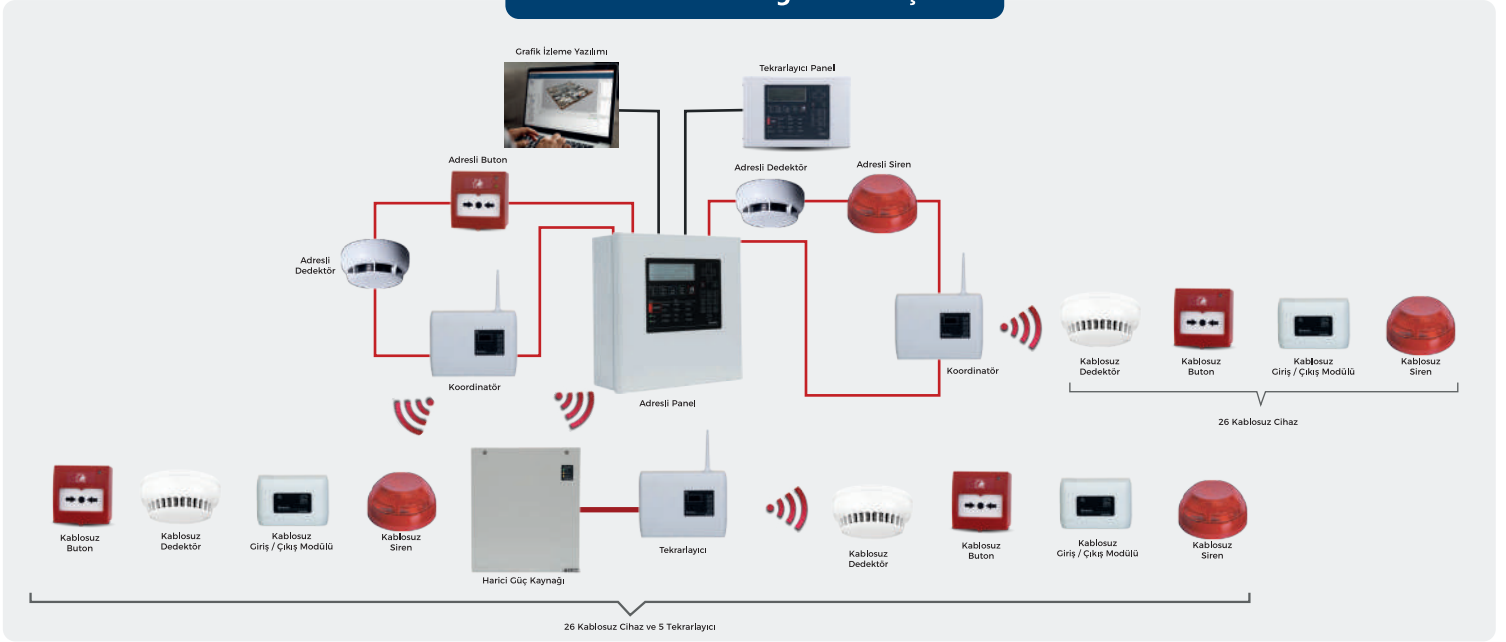 Grafik İzleme Yazılımı
Tekrarlayıcı Panel
Adresli Buton
Adresli Dedektör
Adresli Siren
Adresli
Dedektör
Koordinatör
Adresli Panel
Koordinatör
Kablosuz
Dedektör
Kablosuz
Buton
Kablosuz
Giriş / Çıkış Modülü
Kablosuz
Siren
26 Kablosuz Cihaz
Kablosuz
Buton
Kablosuz
Dedektör
Kablosuz
Giriş / Çıkış Modülü
Kablosuz
Siren
Harici Güç Kaynağı
Tekrarlayıcı
Kablosuz
Dedektör
Kablosuz
Buton
Kablosuz
Giriş / Çıkış Modülü
Kablosuz
Siren
26 Kablosuz Cihaz ve 5 Tekrarlayıcı